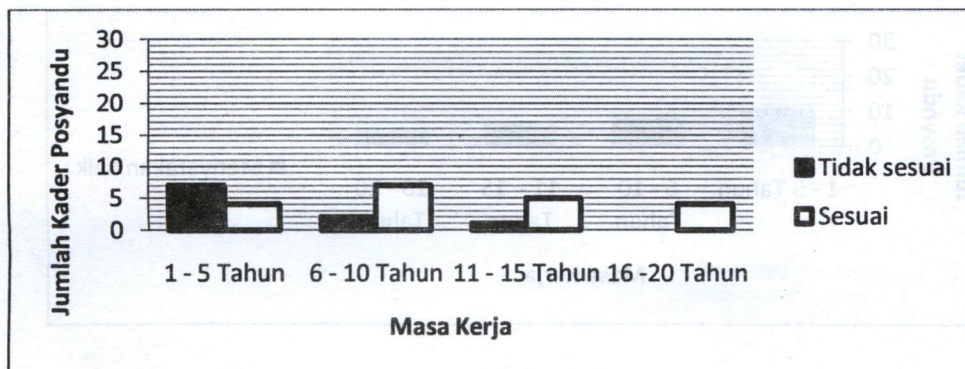 Jumlah Kader Posyandu
30
25
20
15
10
5
0
1 - 5 Tahun 6 - 10 Tahun 11 - 15 Tahun 16 -20 Tahun
Masa Kerja
Tidak sesuai
Sesuai